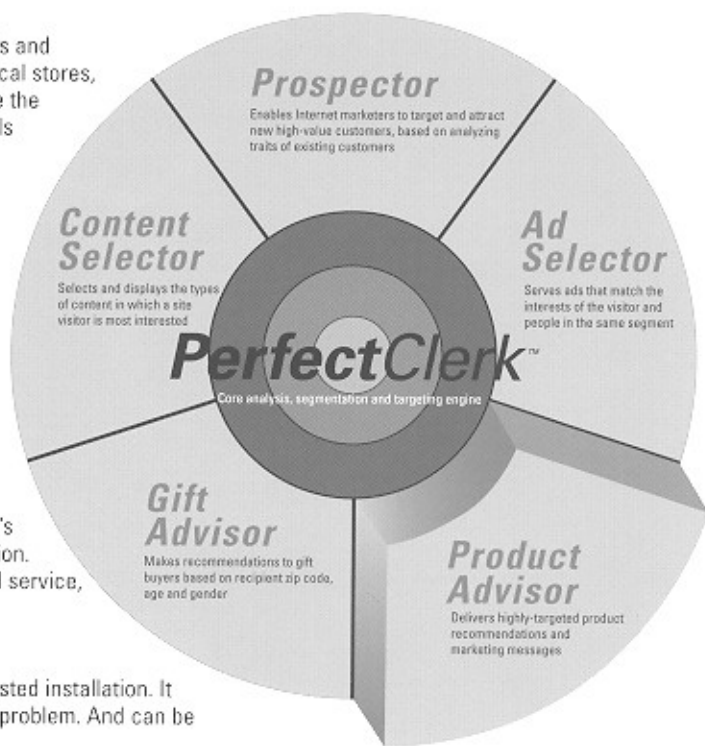 s and
cal stores,
e the
ls
Prospector
Enables Internet marketers to target and attract
new high-value customers, based on analyzing
traits of existing customers
Content
Selector
Selects and displays the types
of content in which a site
visitor is most interested
Ad
Selector
Serves ads that match the
interests of the visitor and
people in the same segment
PerfectClerk™
Core analysis, segmentation and targeting engine
Gift
Advisor
Makes recommendations to gift
buyers based on recipient zip code,
age and gender
Product
Advisor
Delivers highly-targeted product
recommendations and
marketing messages
's
ion.
l service,
sted installation. It
problem. And can be